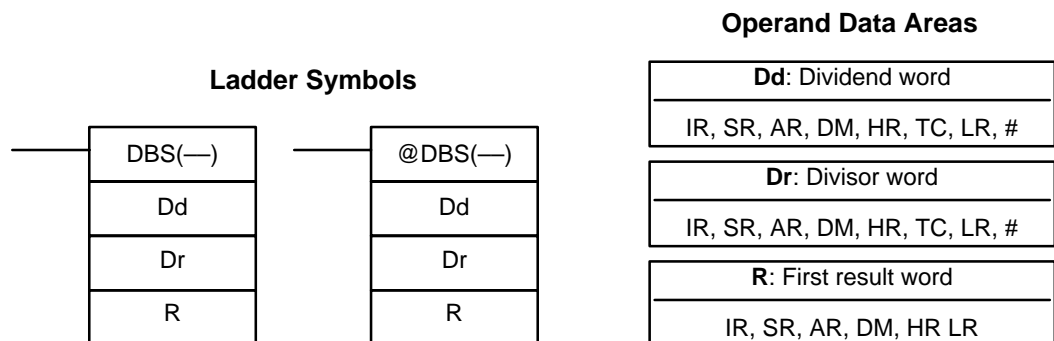 Ladder Symbols
DBS(—)
Dd
Dr
R
@DBS(—)
Dd
Dr
R
Operand Data Areas
Dd: Dividend word
IR, SR, AR, DM, HR, TC, LR, #
Dr: Divisor word
IR, SR, AR, DM, HR, TC, LR, #
R: First result word
IR, SR, AR, DM, HR LR